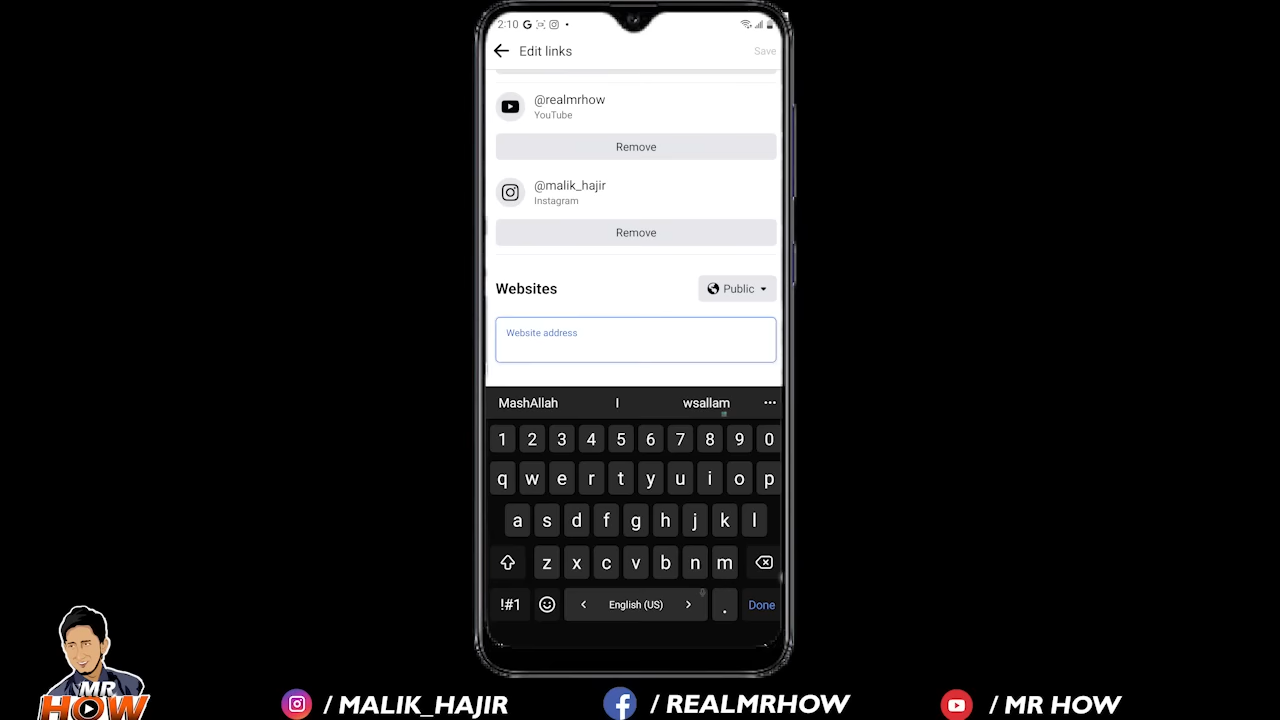 2:10 G
Edit links
Save
@realmrhow
YouTube
Remove
@malik_hajir
Instagram
Remove
Websites
Public
Website address
MashAllah I wsallam ...
1 2 3 4 5 6 7 8 9 0
q w e r t y u i o p
a s d f g h j k l
z x c v b n m
!#1 < English (US) > . Done
MR
HOW
/ MALIK_HAJIR
/ REALMRHOW
/ MR HOW